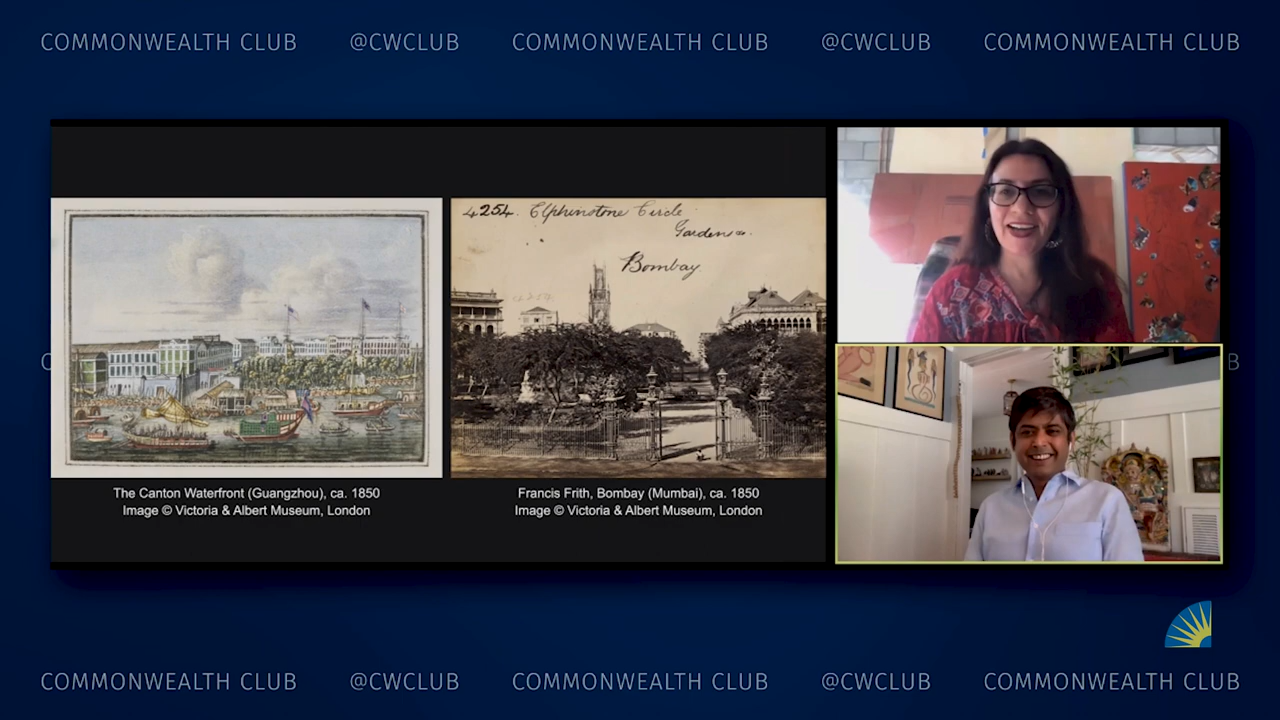 COMMONWEALTH CLUB @CWCLUB COMMONWEALTH CLUB @CWCLUB COMMONWEALTH CLUB
4254. Elphinstone Circle
Gardens.
Bombay
The Canton Waterfront (Guangzhou), ca. 1850
Image © Victoria & Albert Museum, London
Francis Frith, Bombay (Mumbai), ca. 1850
Image © Victoria & Albert Museum, London
COMMONWEALTH CLUB @CWCLUB COMMONWEALTH CLUB @CWCLUB COMMONWEALTH CLUB